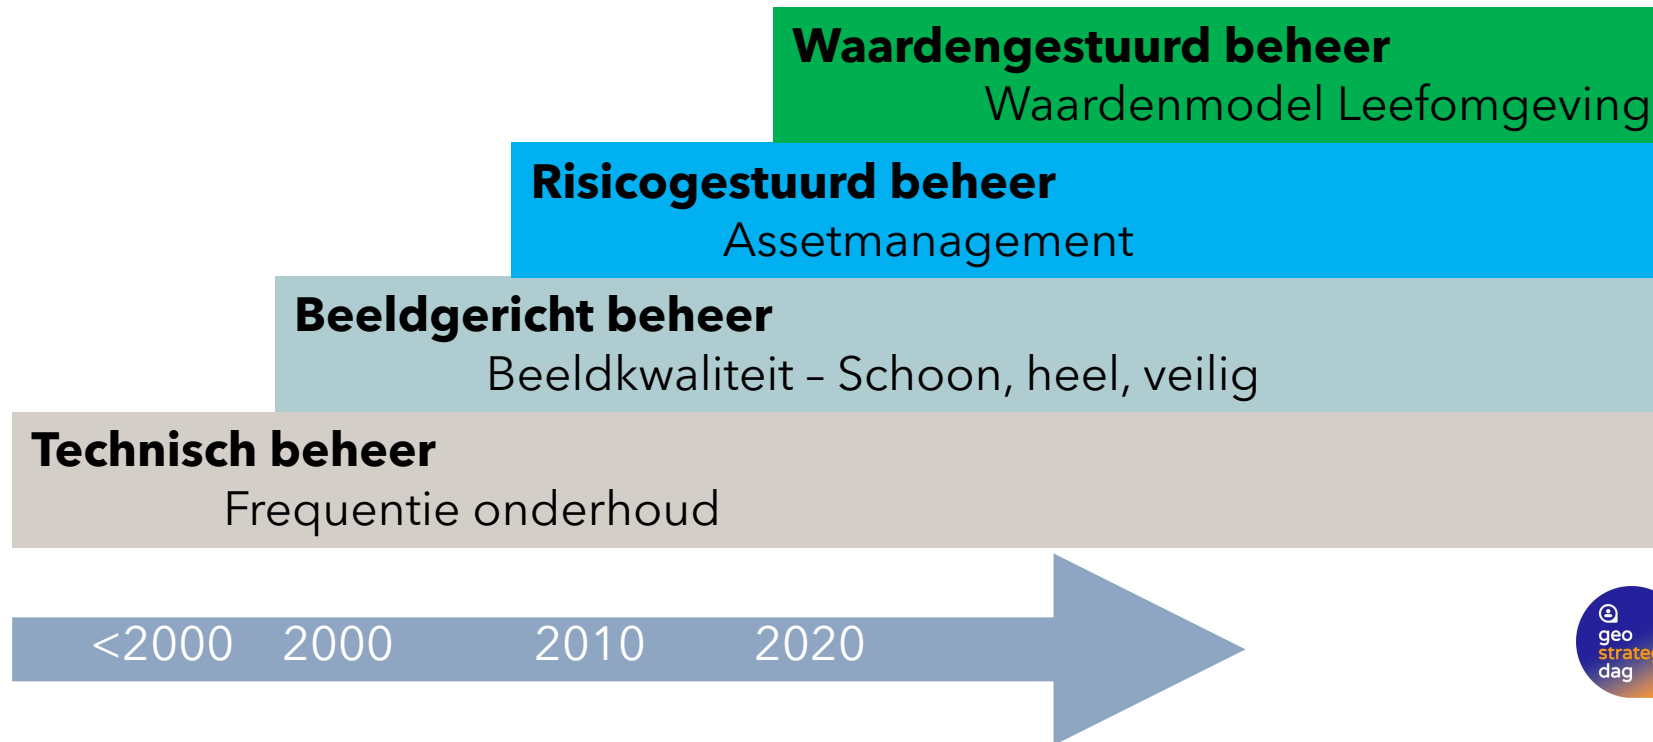 Waardengestuurd beheer
Waardenmodel Leefomgeving
Risicogestuurd beheer
Assetmanagement
Beeldgericht beheer
Beeldkwaliteit – Schoon, heel, veilig
Technisch beheer
Frequentie onderhoud
<2000 2000 2010 2020
geo
dag